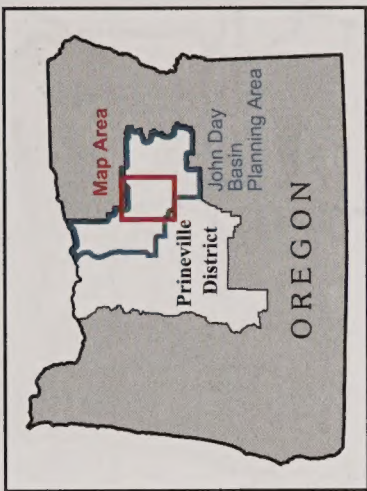 Map Area
John Day
Basin
Planning Area
Prineville
District
OREGON